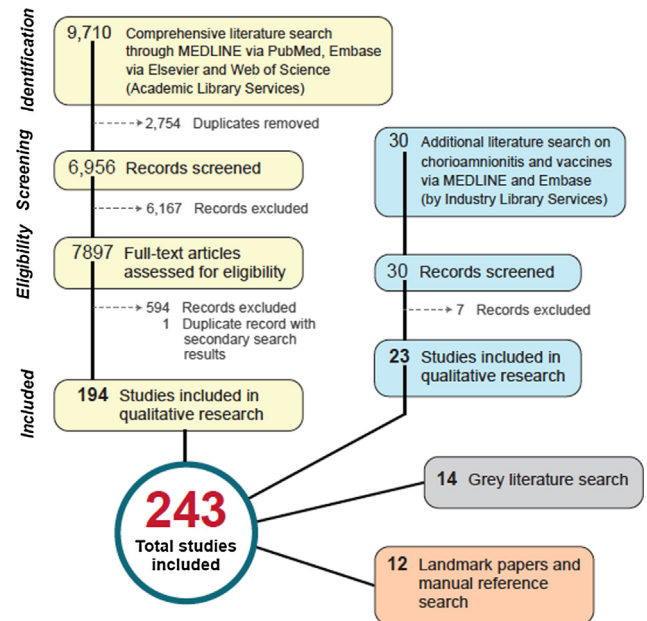 Identification
9,710 Comprehensive literature search
through MEDLINE via PubMed, Embase
via Elsevier and Web of Science
(Academic Library Services)
2,754 Duplicates removed
Screening
6,956 Records screened
6,167 Records excluded
Eligibility
7897 Full-text articles
assessed for eligibility
594 Records excluded
1 Duplicate record with
secondary search
results
Included
194 Studies included in
qualitative research
30 Additional literature search on
chorioamnionitis and vaccines
via MEDLINE and Embase
(by Industry Library Services)
30 Records screened
7 Records excluded
23 Studies included in
qualitative research
243
Total studies
included
14 Grey literature search
12 Landmark papers and
manual reference
search